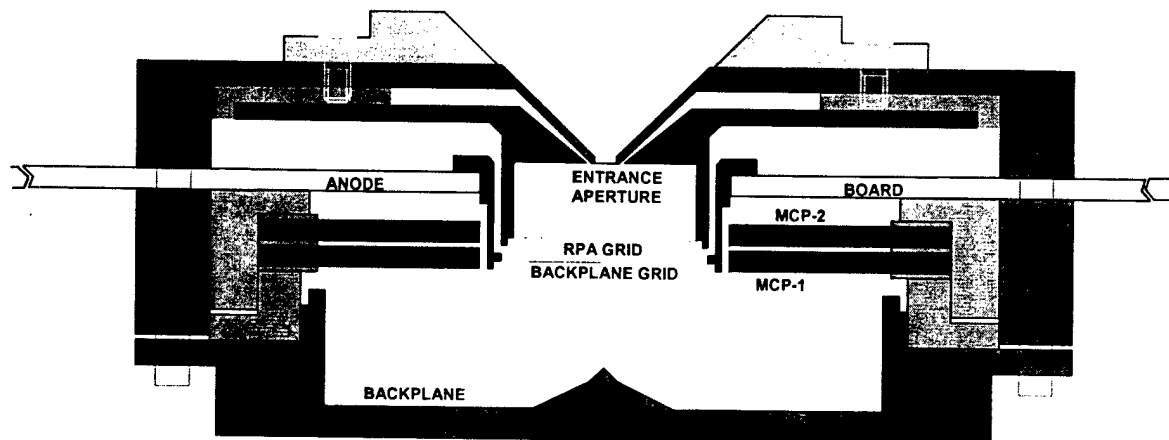 ENTRANCE
APERTURE
ANODE
BOARD
MCP-2
RPA GRID
BACKPLANE GRID
MCP-1
BACKPLANE